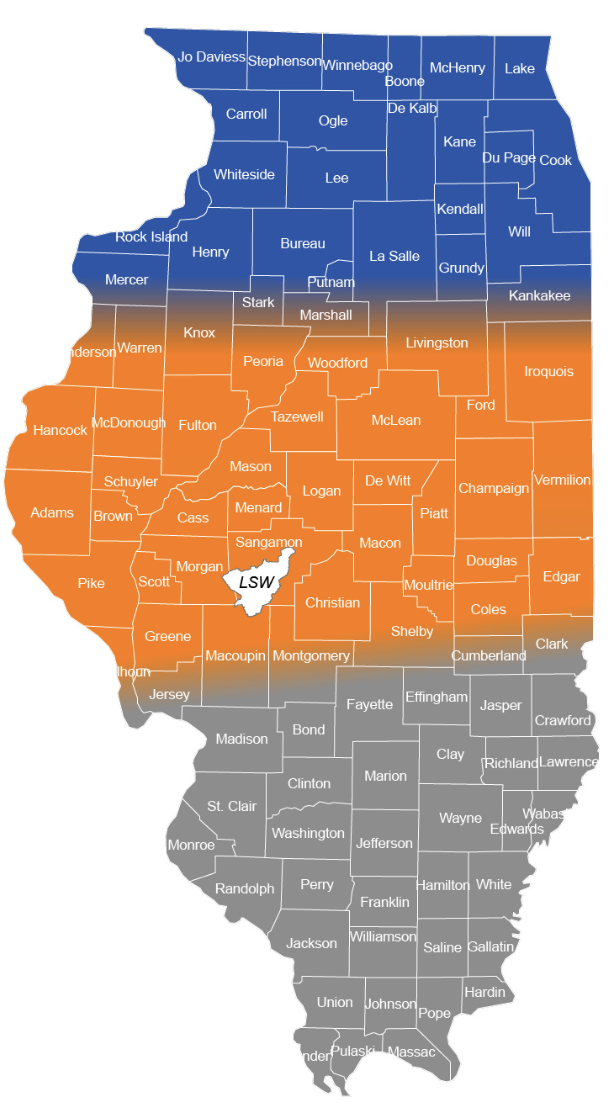 Jo Daviess
Stephenson
Winnebago
Boone
McHenry
Lake
Carroll
Ogle
De Kalb
Kane
Du Page
Cook
Whiteside
Lee
Kendall
Will
Rock Island
Henry
Bureau
La Salle
Grundy
Mercer
Putnam
Kankakee
Stark
Marshall
Knox
Livingston
nderson
Warren
Peoria
Woodford
Iroquois
Ford
Hancock
McDonough
Fulton
Tazewell
McLean
Mason
Schuyler
Logan
De Witt
Champaign
Vermilion
Adams
Brown
Cass
Menard
Piatt
Sangamon
Macon
Douglas
Pike
Scott
Morgan
LSW
Moultrie
Edgar
Christian
Coles
Greene
Shelby
Macoupin
Montgomery
Cumberland
Clark
lhoun
Jersey
Fayette
Effingham
Jasper
Crawford
Madison
Bond
Clay
Richland
Lawrence
Clinton
Marion
St. Clair
Wayne
Wabas
Edwards
Washington
Jefferson
Monroe
Randolph
Perry
Hamilton
White
Franklin
Jackson
Williamson
Saline
Gallatin
Union
Johnson
Pope
Hardin
nder
Pulaski
Massac